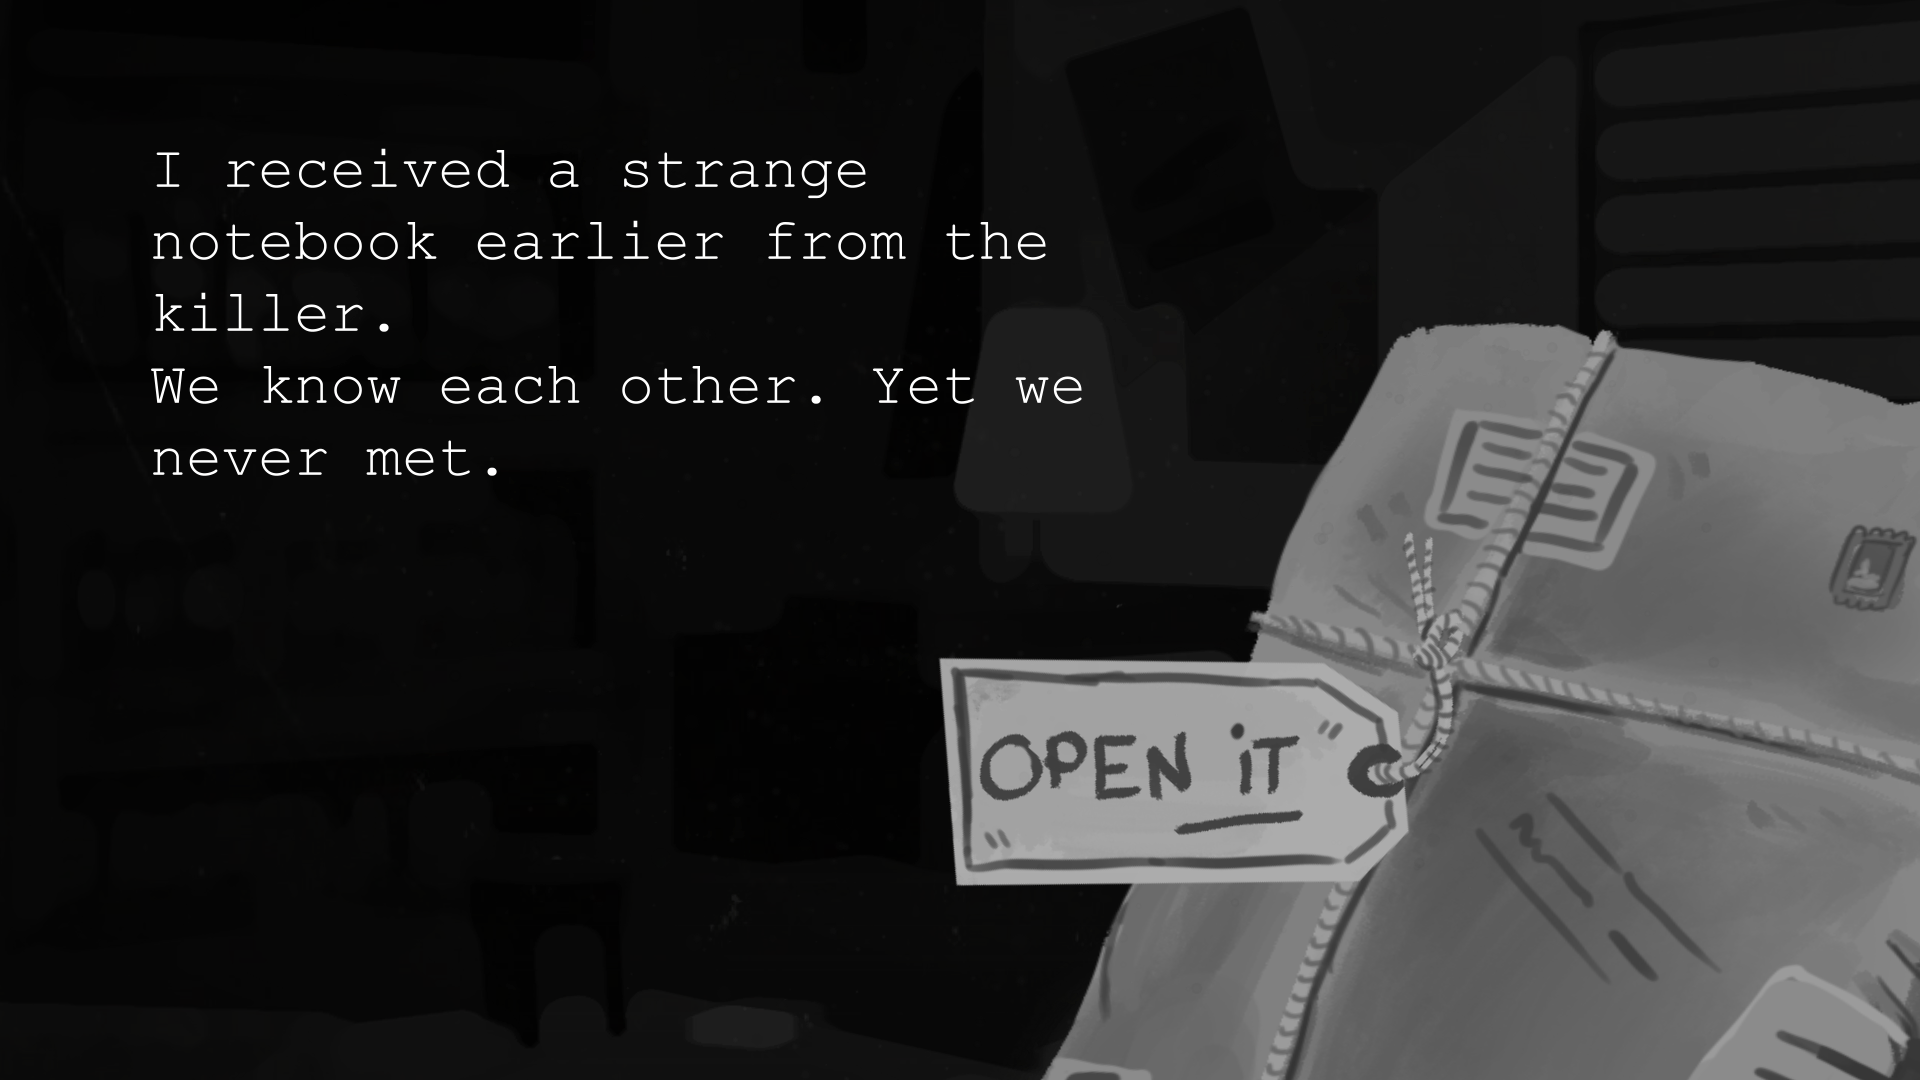 I received a strange
notebook earlier from the
killer.
We know each other. Yet we
never met.
OPEN iT